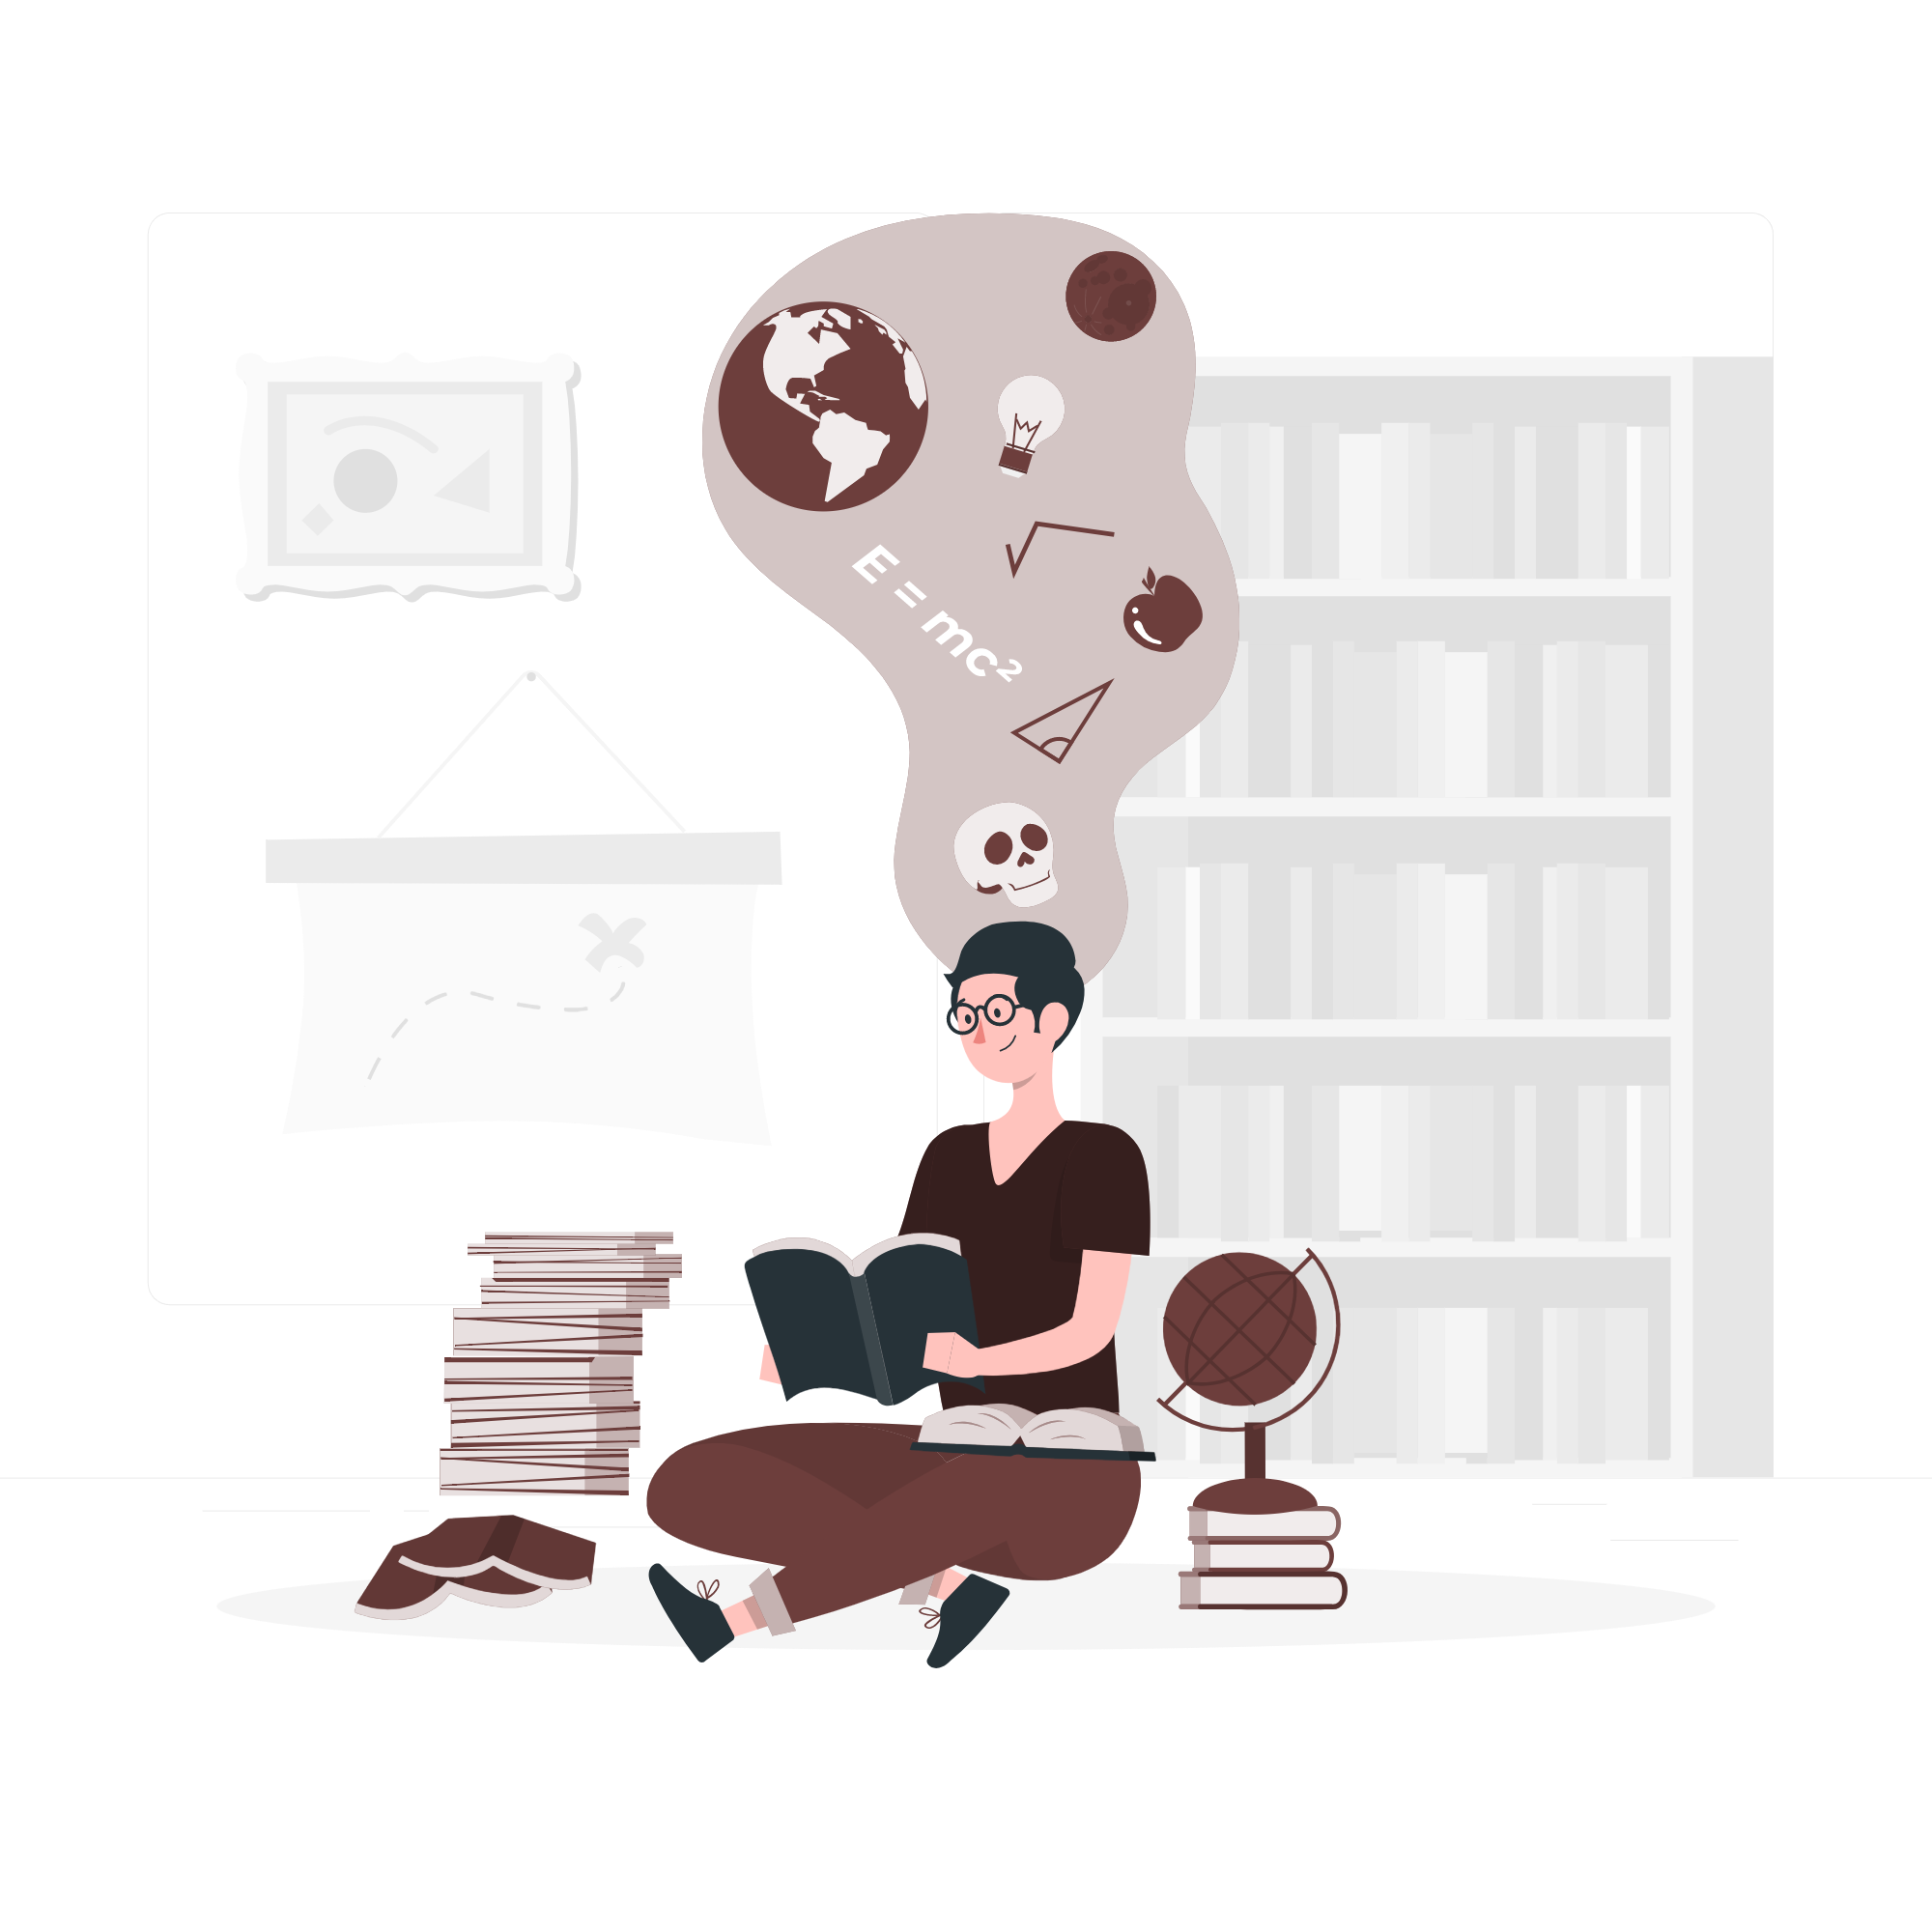 E = mc²